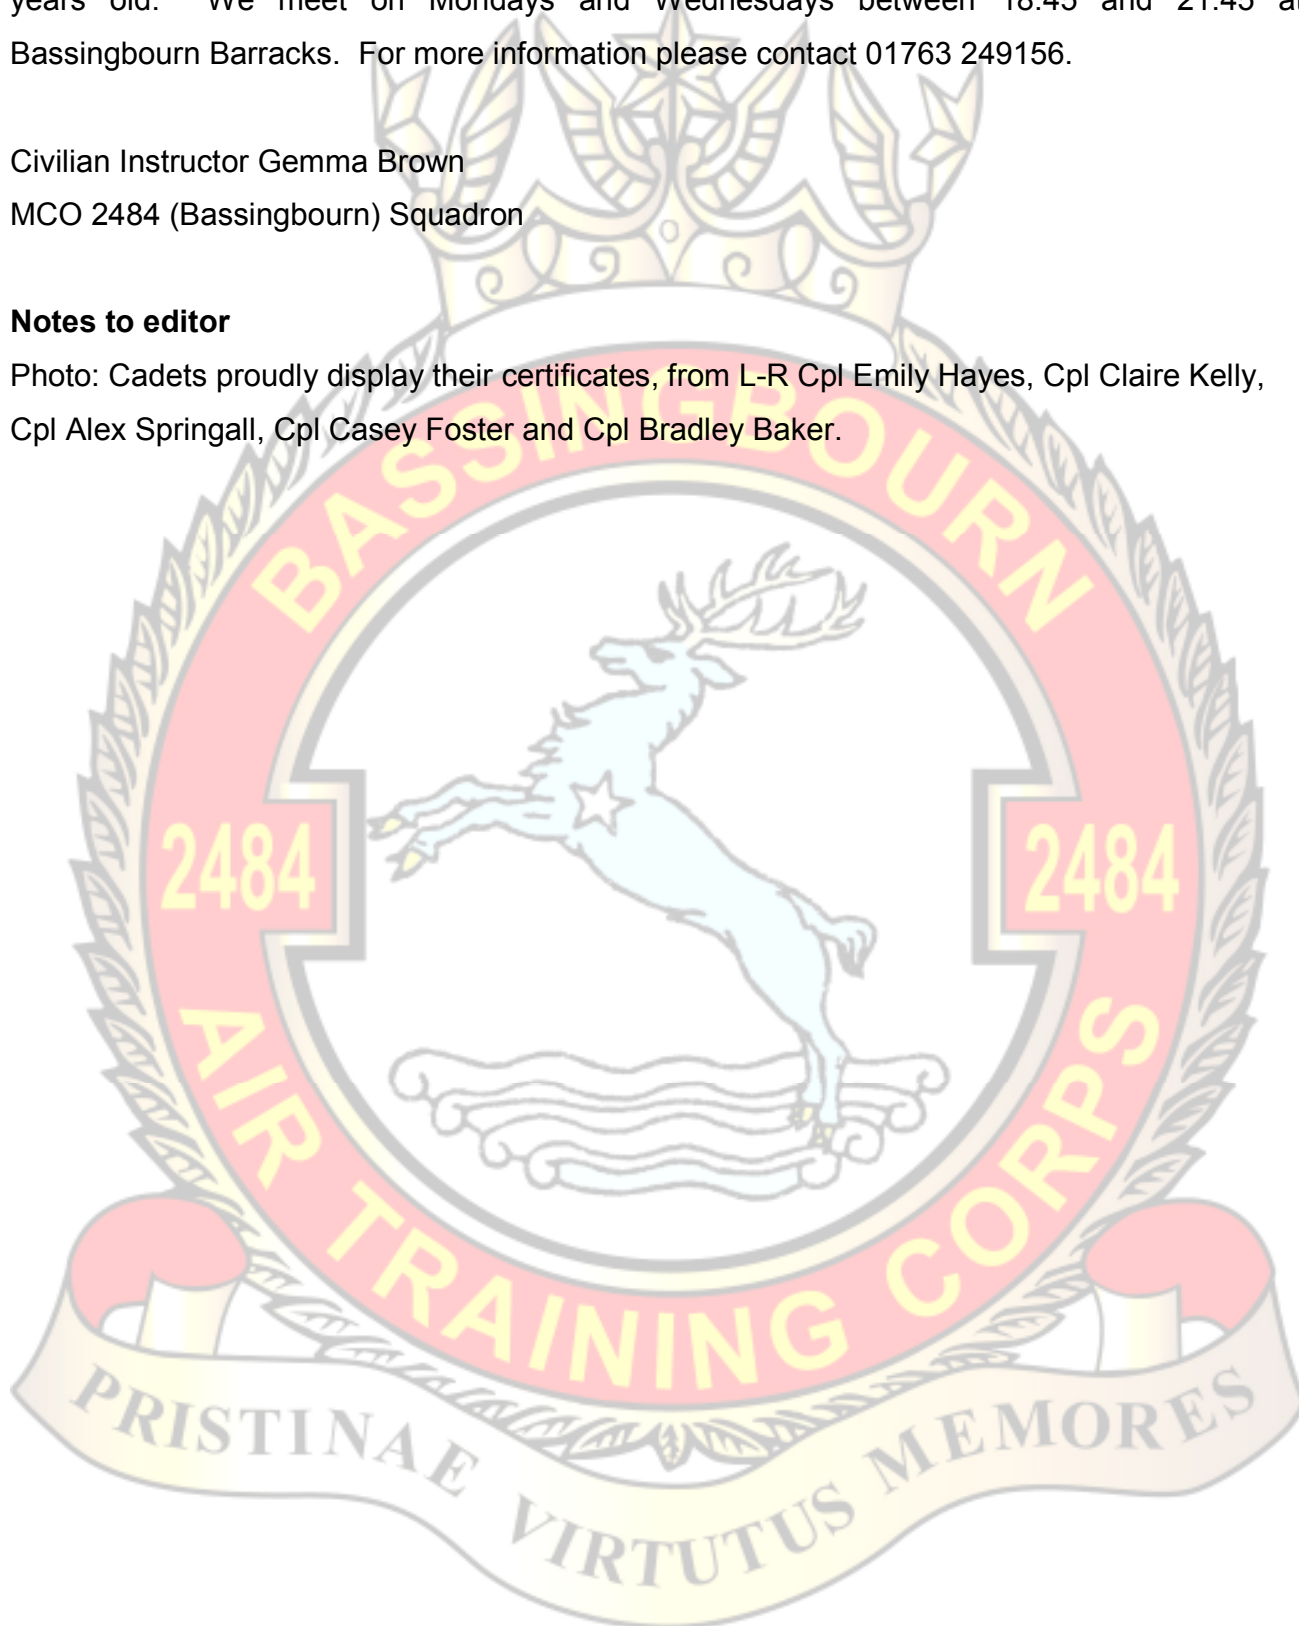 years old. We meet on Mondays and Wednesdays between 18:45 and 21:45 at
Bassingbourn Barracks. For more information please contact 01763 249156.
Civilian Instructor Gemma Brown
MCO 2484 (Bassingbourn) Squadron
Notes to editor
Photo: Cadets proudly display their certificates, from L-R Cpl Emily Hayes, Cpl Claire Kelly,
Cpl Alex Springall, Cpl Casey Foster and Cpl Bradley Baker.
BASSINGBOURN
2484
2484
AIR TRAINING CORPS
PRISTINAE VIRTUTUS MEMORES